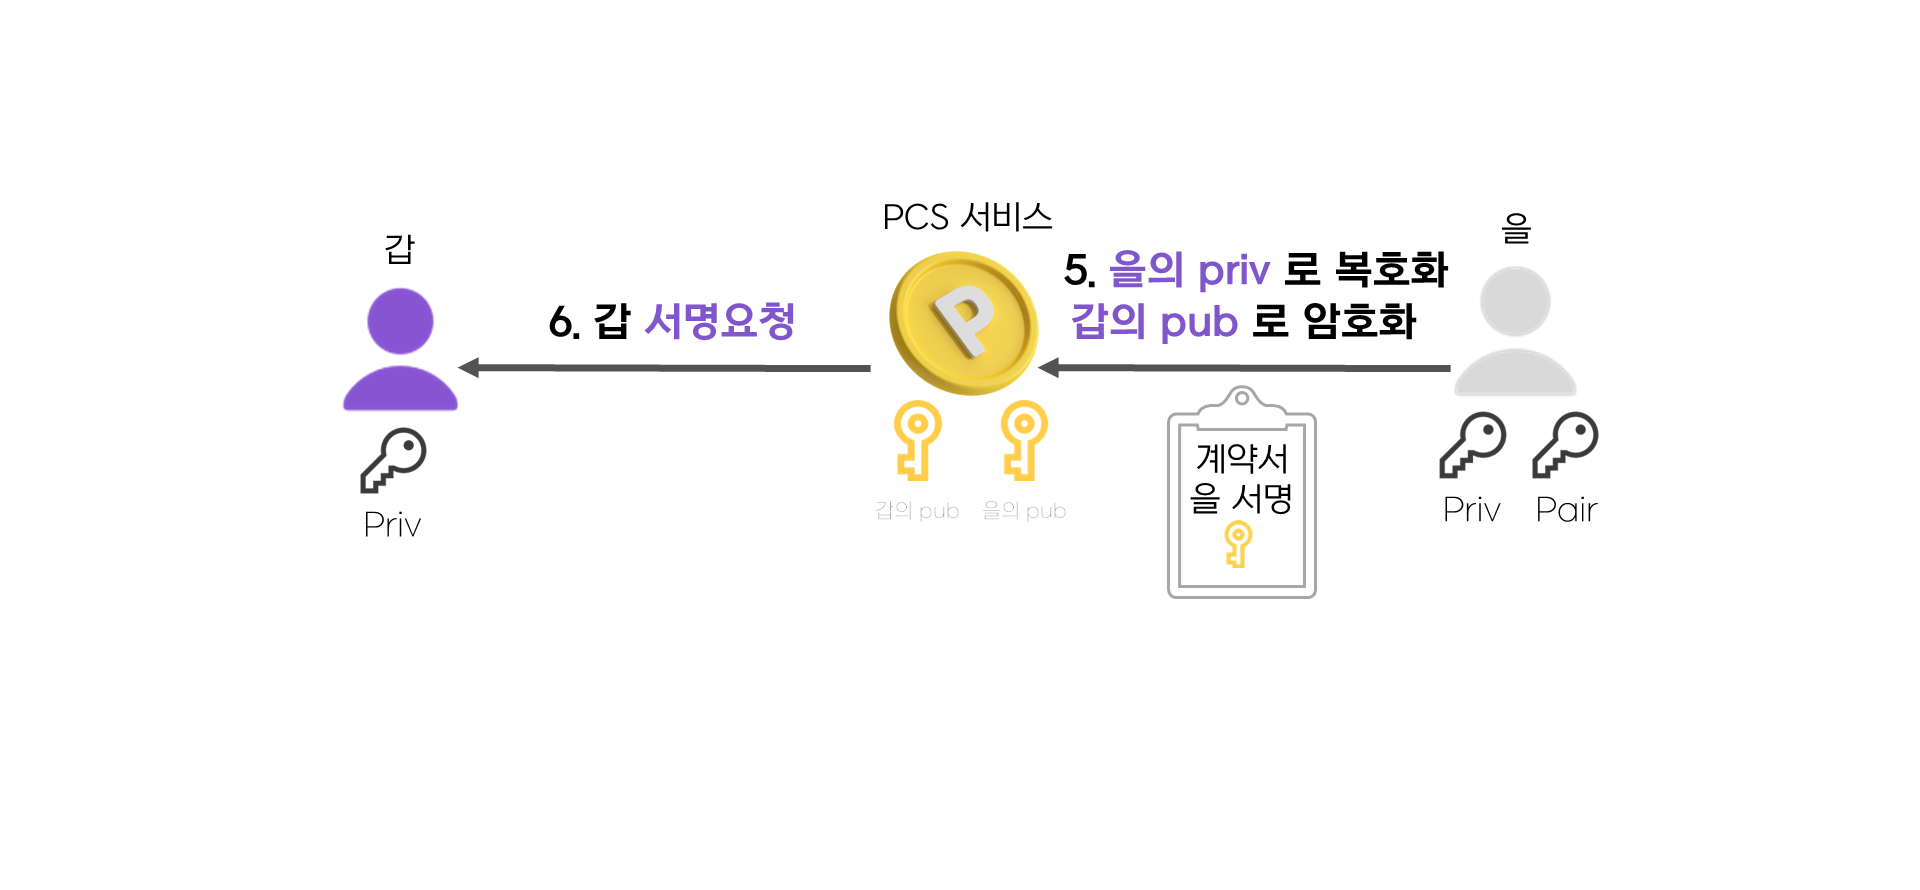 PCS 서비스
갑
을
5. 을의 priv 로 복호화
갑의 pub 로 암호화
6. 갑 서명요청
P
계약서
을 서명
갑의 pub
을의 pub
Priv
Priv
Pair